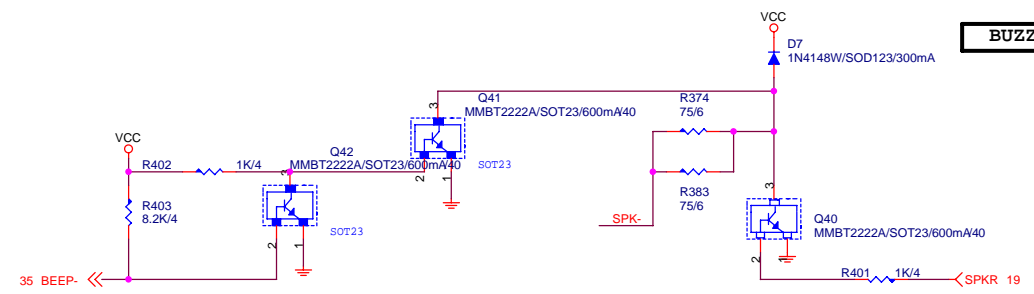 VCC
BUZZ
D7
1N4148W/SOD123/300mA
3
Q41
MMBT2222A/SOT23/600mA/40
R374
75/6
VCC
Q42
MMBT2222A/SOT23/600mA/40
SOT23
R402
1K/4
3
2
1
R403
8.2K/4
SOT23
R383
75/6
3
SPK-
Q40
MMBT2222A/SOT23/600mA/40
2
1
2
1
35 BEEP-
R401
1K/4
SPKR 19